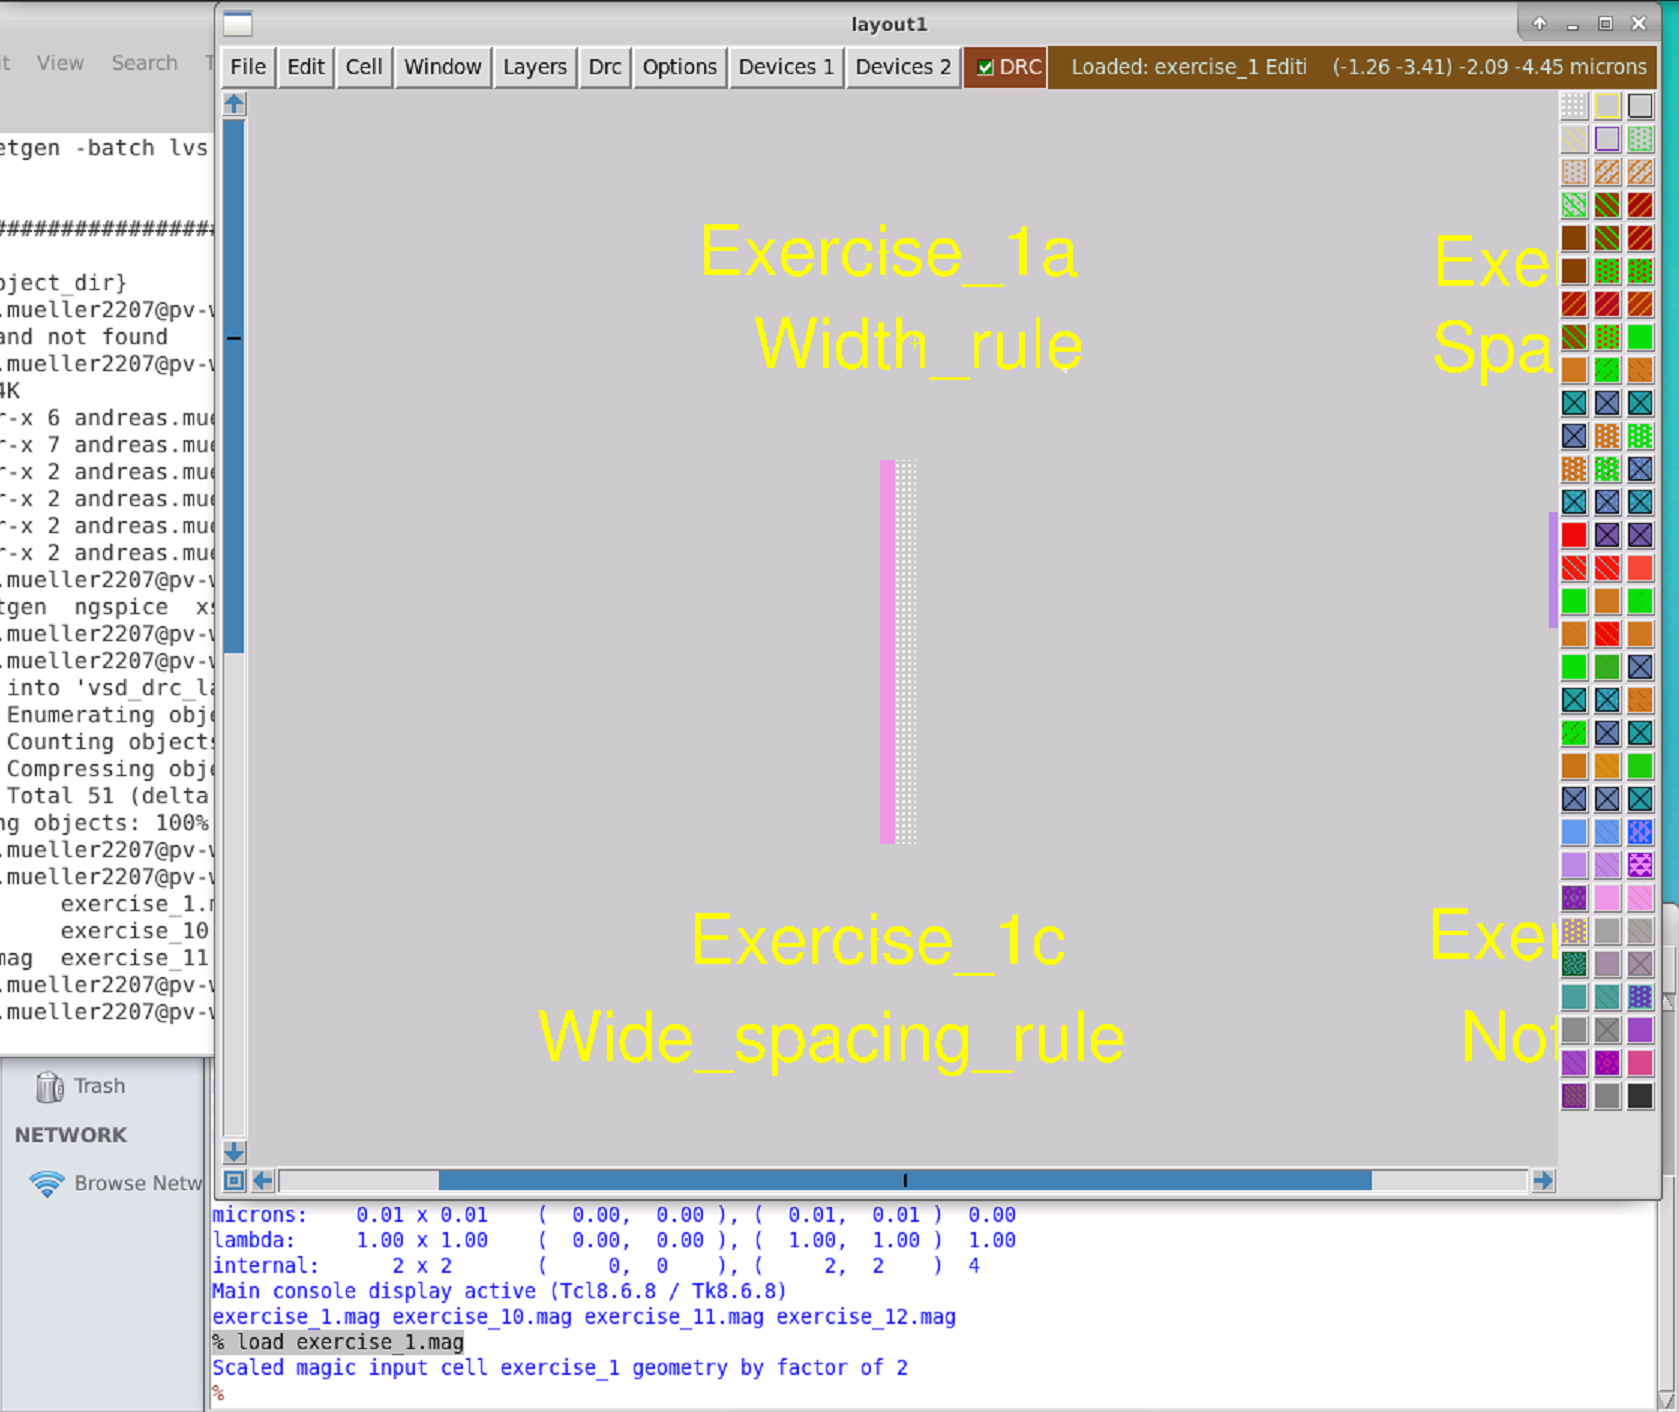 layout1
it View Search T
File Edit Cell Window Layers Drc Options Devices 1 Devices 2 DRC Loaded: exercise_1 Editi (-1.26 -3.41) -2.09 -4.45 microns
etgen -batch lvs
################
oject_dir}
.mueller2207@pv-w
and not found
.mueller2207@pv-w
4K
r-x 6 andreas.mue
r-x 7 andreas.mue
r-x 2 andreas.mue
r-x 2 andreas.mue
r-x 2 andreas.mue
r-x 2 andreas.mue
.mueller2207@pv-w
tgen ngspice xs
.mueller2207@pv-w
.mueller2207@pv-w
into 'vsd_drc_la
Enumerating obje
Counting objects
Compressing obje
Total 51 (delta
ng objects: 100%
.mueller2207@pv-w
.mueller2207@pv-w
exercise_1.m
exercise_10
mag exercise_11
.mueller2207@pv-w
.mueller2207@pv-w
Exercise_1a
Width_rule
Exer
Spa
Exercise_1c
Wide_spacing_rule
Exer
Not
Trash
NETWORK
Browse Netw
microns: 0.01 x 0.01 ( 0.00, 0.00 ), ( 0.01, 0.01 ) 0.00
lambda: 1.00 x 1.00 ( 0.00, 0.00 ), ( 1.00, 1.00 ) 1.00
internal: 2 x 2 ( 0, 0 ), ( 2, 2 ) 4
Main console display active (Tcl8.6.8 / Tk8.6.8)
exercise_1.mag exercise_10.mag exercise_11.mag exercise_12.mag
% load exercise_1.mag
Scaled magic input cell exercise_1 geometry by factor of 2
%